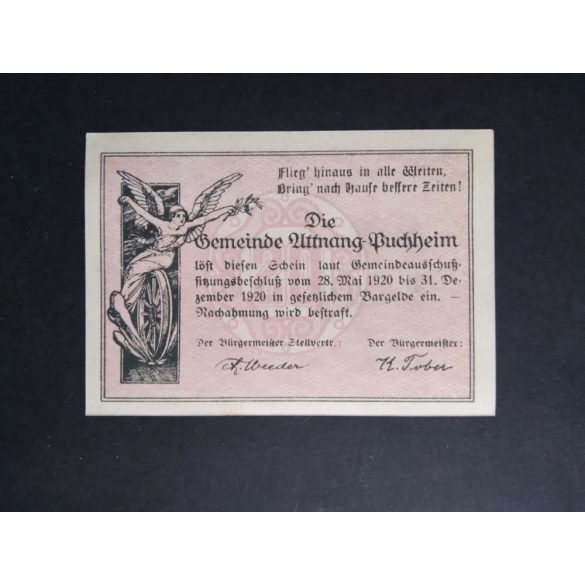 Flieg' hinaus in alle Weiten,
Bring' nach Hause bessere Zeiten!
Die
Gemeinde Attnang-Puchheim
löst diesen Schein laut Gemeindeausschuß-
sitzungsbeschluß vom 28. Mai 1920 bis 31. De-
zember 1920 in gesetzlichem Bargelde ein. —
Nachahmung wird bestraft.
Der Bürgermeister-Stellvertr.: Der Bürgermeister: